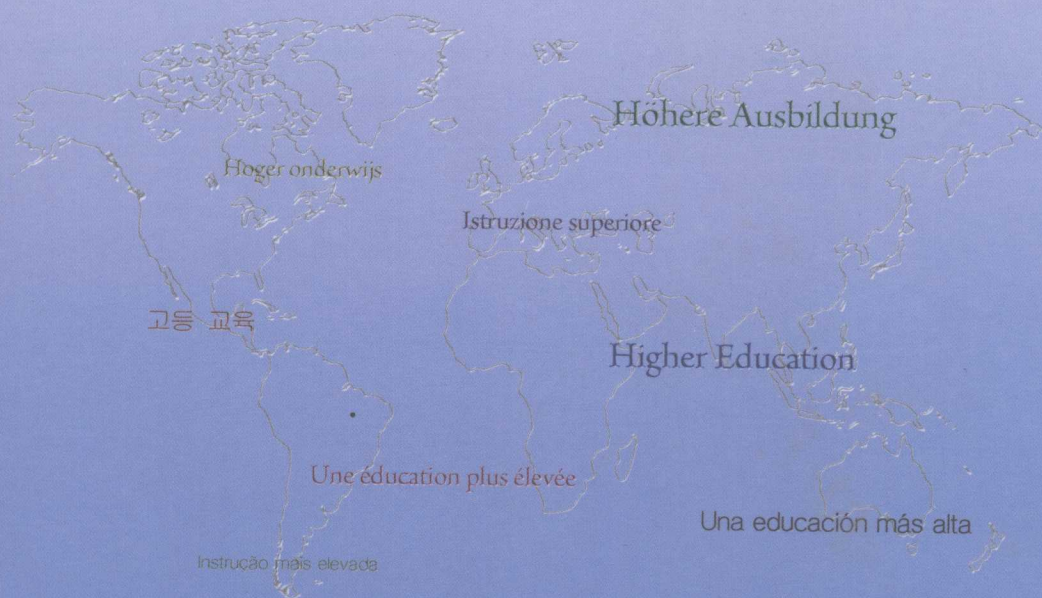 Höhere Ausbildung
Hoger onderwijs
Istruzione superiore
고등 교육
Higher Education
Une éducation plus élevée
Una educación más alta
Instrução mais elevada